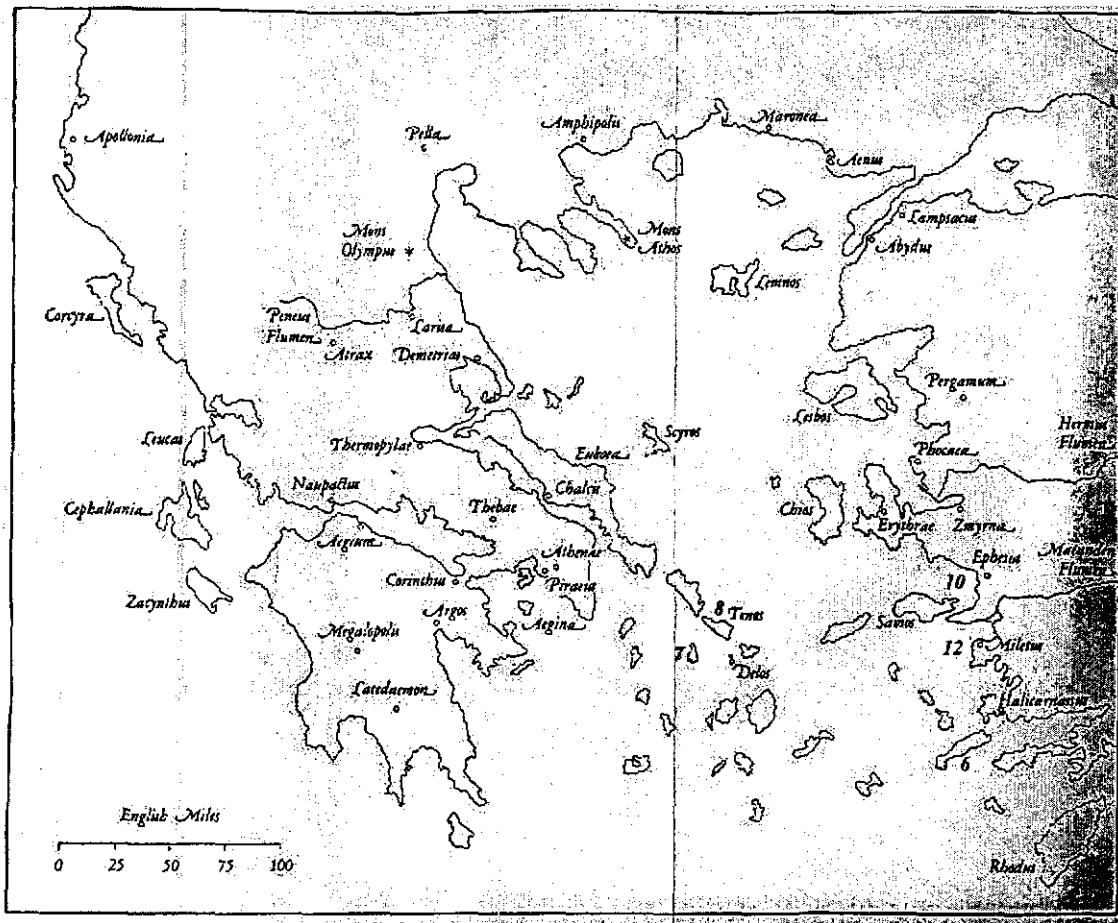 Apollonia
Pella
Amphipolis
Maronea
Aenus
Mons
Olympus
Mons
Athos
Lampsacus
Abydus
Lemnos
Corcyra
Peneus
Flumen
Larisa
Atrax
Demetrias
Pergamum
Lesbos
Leucas
Thermopylae
Scyros
Euboea
Hermus
Flumen
Phocaea
Naupactus
Chalcis
Cephallania
Thebae
Chios
Erythrae
Zmyrna
Aegium
Athenae
Ephesus
Maeander
Flumen
Corinthus
Piraeus
10
Zacynthus
Argos
Aegina
8
Tenos
Samos
Megalopolis
7
Delos
12
Miletus
Lacedaemon
Halicarnassus
6
English Miles
0 25 50 75 100
Rhodus